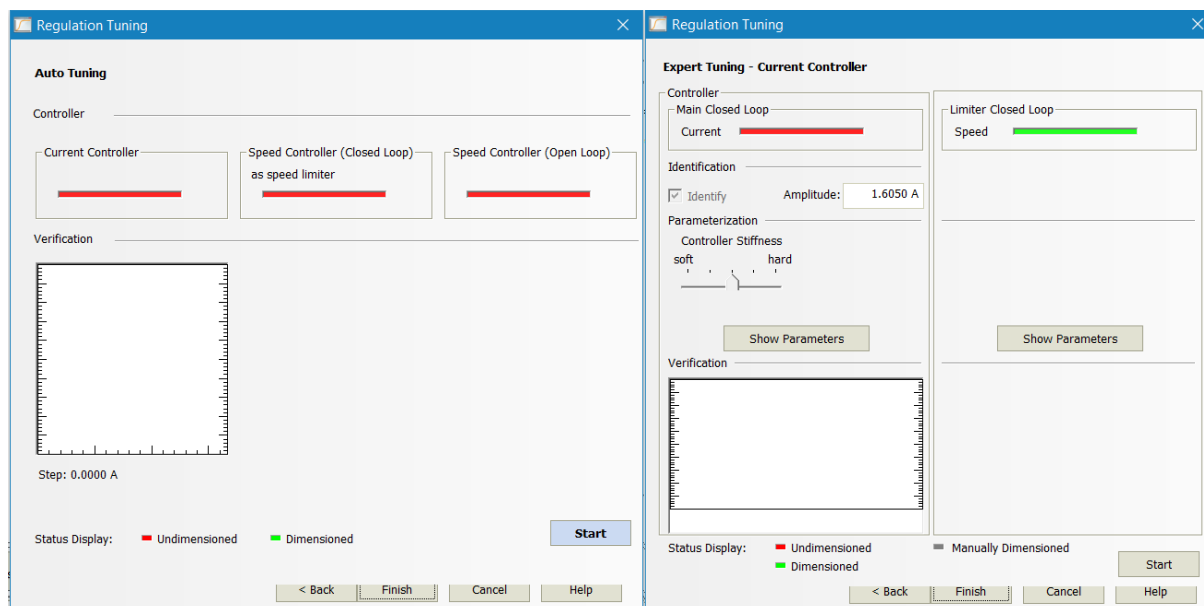 Regulation Tuning
Auto Tuning
Controller
Current Controller
Speed Controller (Closed Loop)
as speed limiter
Speed Controller (Open Loop)
Verification
Step: 0.0000 A
Status Display:
Undimensioned
Dimensioned
Start
< Back
Finish
Cancel
Help
Regulation Tuning
Expert Tuning - Current Controller
Controller
Main Closed Loop
Current
Limiter Closed Loop
Speed
Identification
Identify
Amplitude: 1.6050 A
Parameterization
Controller Stiffness
soft hard
Show Parameters
Show Parameters
Verification
Status Display:
Undimensioned
Manually Dimensioned
Dimensioned
Start
< Back
Finish
Cancel
Help